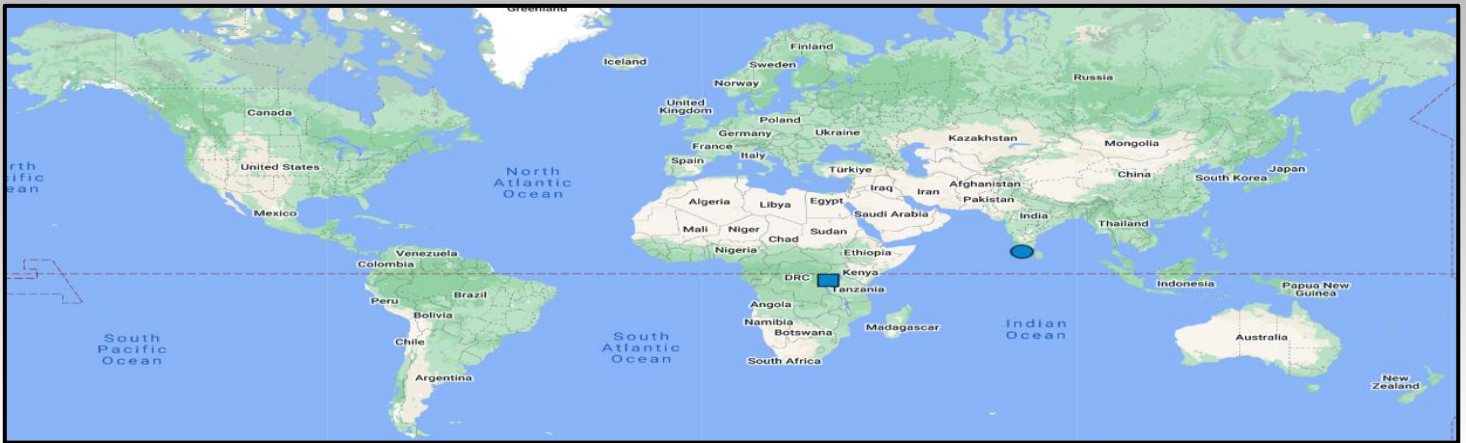 Greenland
Iceland
Finland
Sweden
Norway
Russia
United
Kingdom
Canada
Poland
Germany
Ukraine
France
Kazakhstan
Mongolia
Italy
Spain
United States
Türkiye
Japan
North
Atlantic
Ocean
rth
cific
ean
China
South Korea
Iraq
Iran
Afghanistan
Pakistan
Algeria
Libya
Egypt
Mexico
Saudi Arabia
India
Thailand
Mali
Niger
Chad
Sudan
Nigeria
Ethiopia
Venezuela
Colombia
DRC
Kenya
Tanzania
Indonesia
Papua New
Guinea
Peru
Brazil
Angola
Bolivia
Namibia
Botswana
Madagascar
Indian
Ocean
South
Pacific
Ocean
Chile
South
Atlantic
Ocean
Australia
South Africa
Argentina
New
Zealand